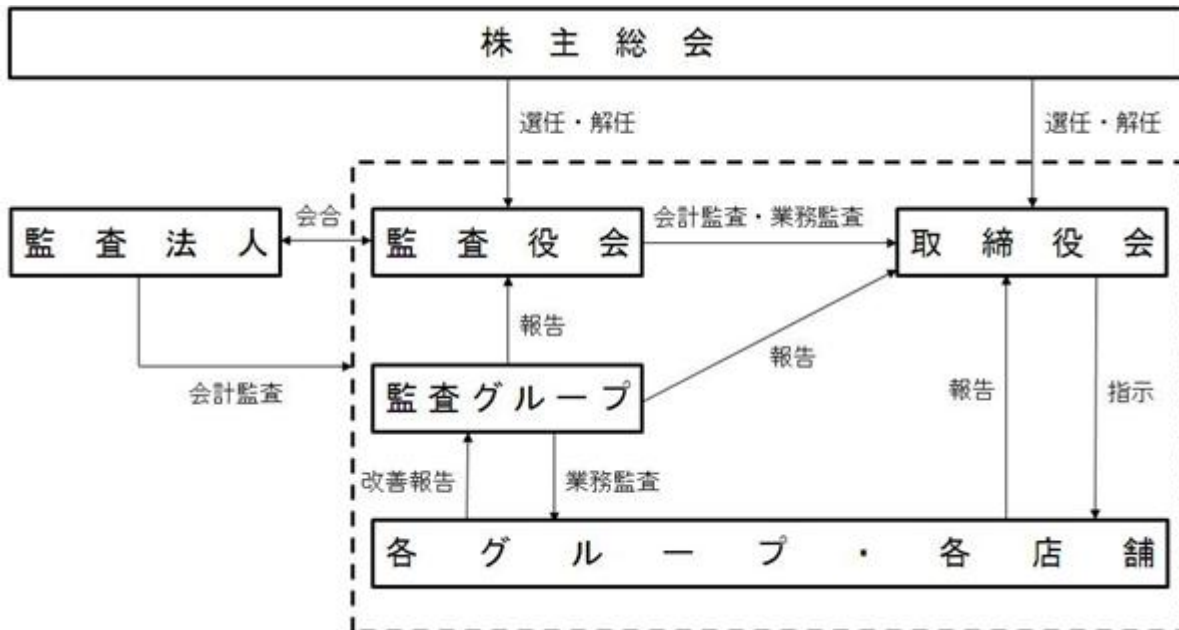 株主総会
選任・解任
選任・解任
監査法人
会合
監査役会
会計監査・業務監査
取締役会
報告
報告
会計監査
監査グループ
報告
指示
改善報告
業務監査
各グループ・各店舗